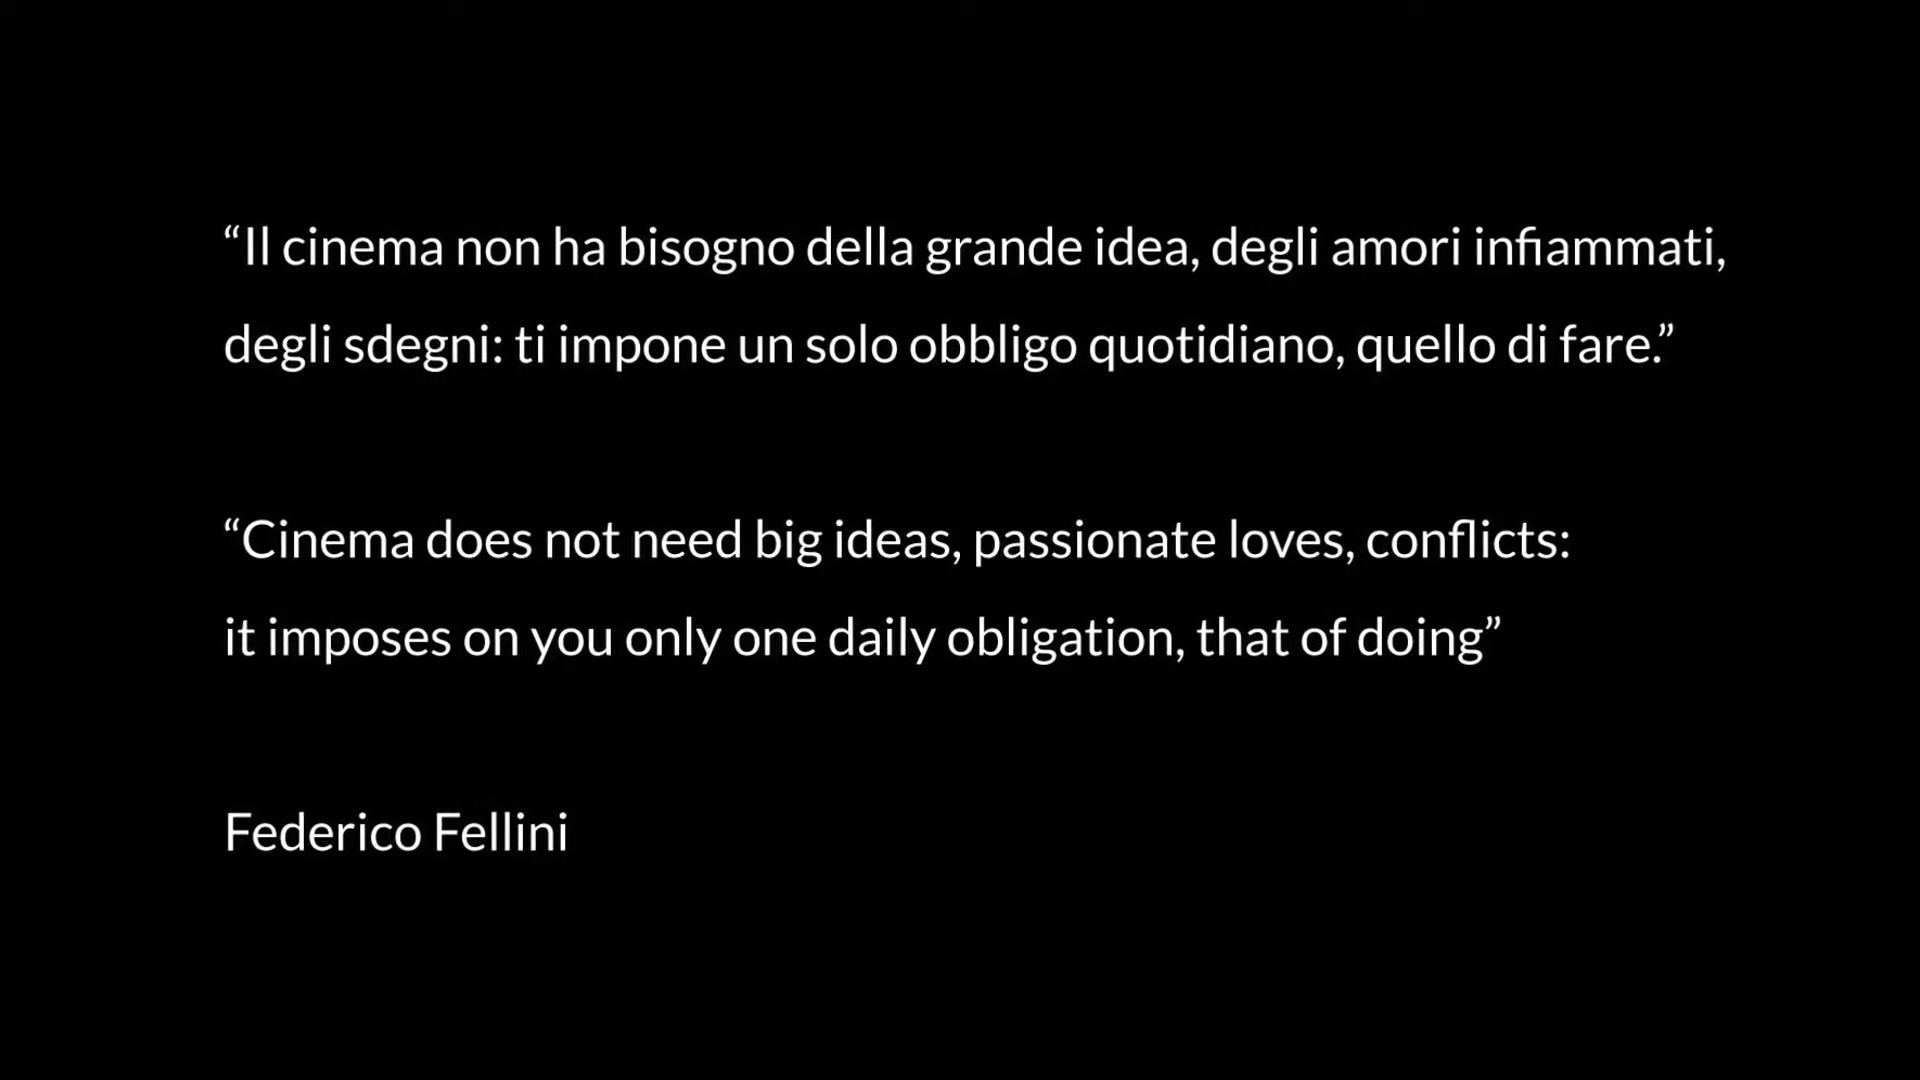 “Il cinema non ha bisogno della grande idea, degli amori infiammati,
degli sdegni: ti impone un solo obbligo quotidiano, quello di fare.”
“Cinema does not need big ideas, passionate loves, conflicts:
it imposes on you only one daily obligation, that of doing”
Federico Fellini